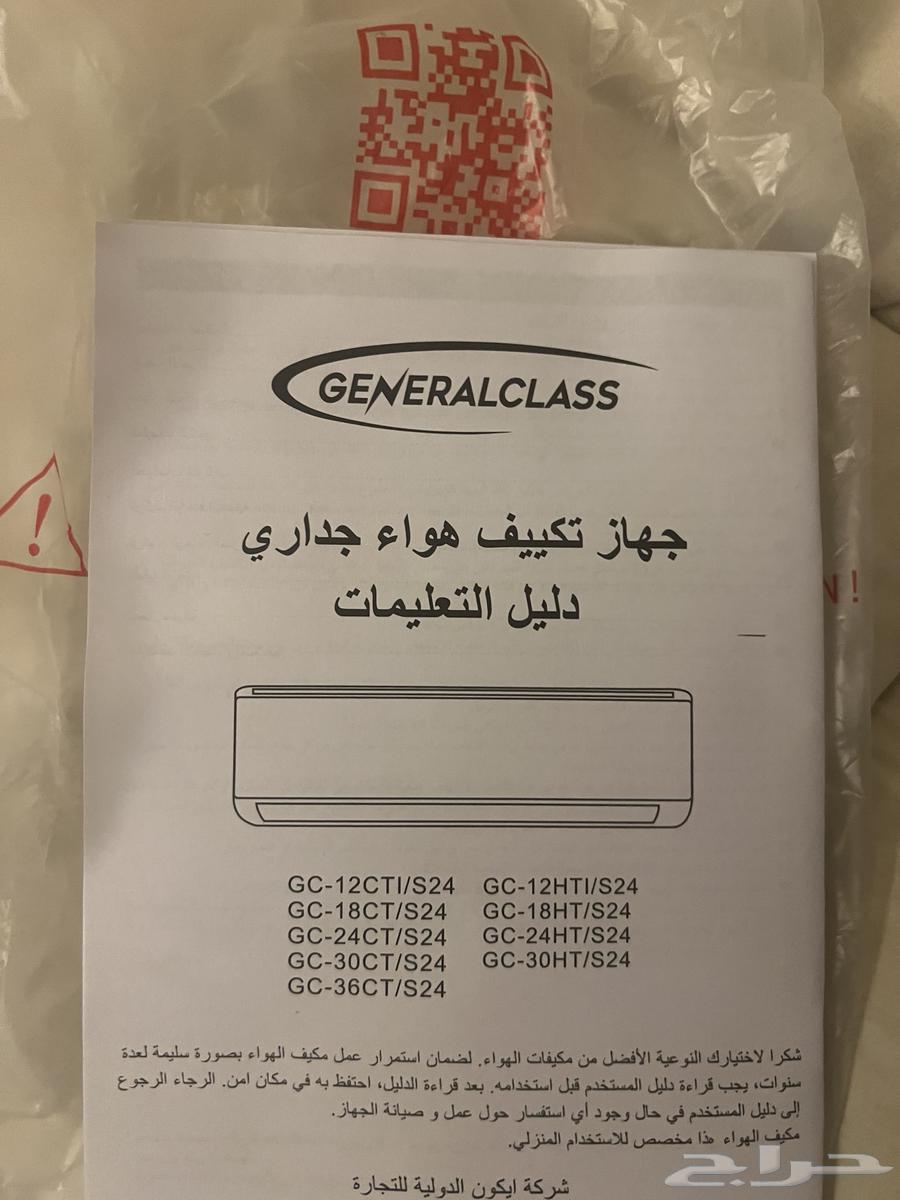 GENERALCLASS
جهاز تكييف هواء جداري
دليل التعليمات
N!
GC-12CTI/S24 GC-12HTI/S24
GC-18CT/S24 GC-18HT/S24
GC-24CT/S24 GC-24HT/S24
GC-30CT/S24 GC-30HT/S24
GC-36CT/S24
شكرا لاختيارك النوعية الأفضل من مكيفات الهواء. لضمان استمرار عمل مكيف الهواء بصورة سليمة لعدة
سنوات، يجب قراءة دليل المستخدم قبل استخدامه. بعد قراءة الدليل، احتفظ به في مكان امن. الرجاء الرجوع
إلى دليل المستخدم في حال وجود أي استفسار حول عمل و صيانة الجهاز.
مكيف الهواء هذا مخصص للاستخدام المنزلي.
شركة ايكون الدولية للتجارة
حراج